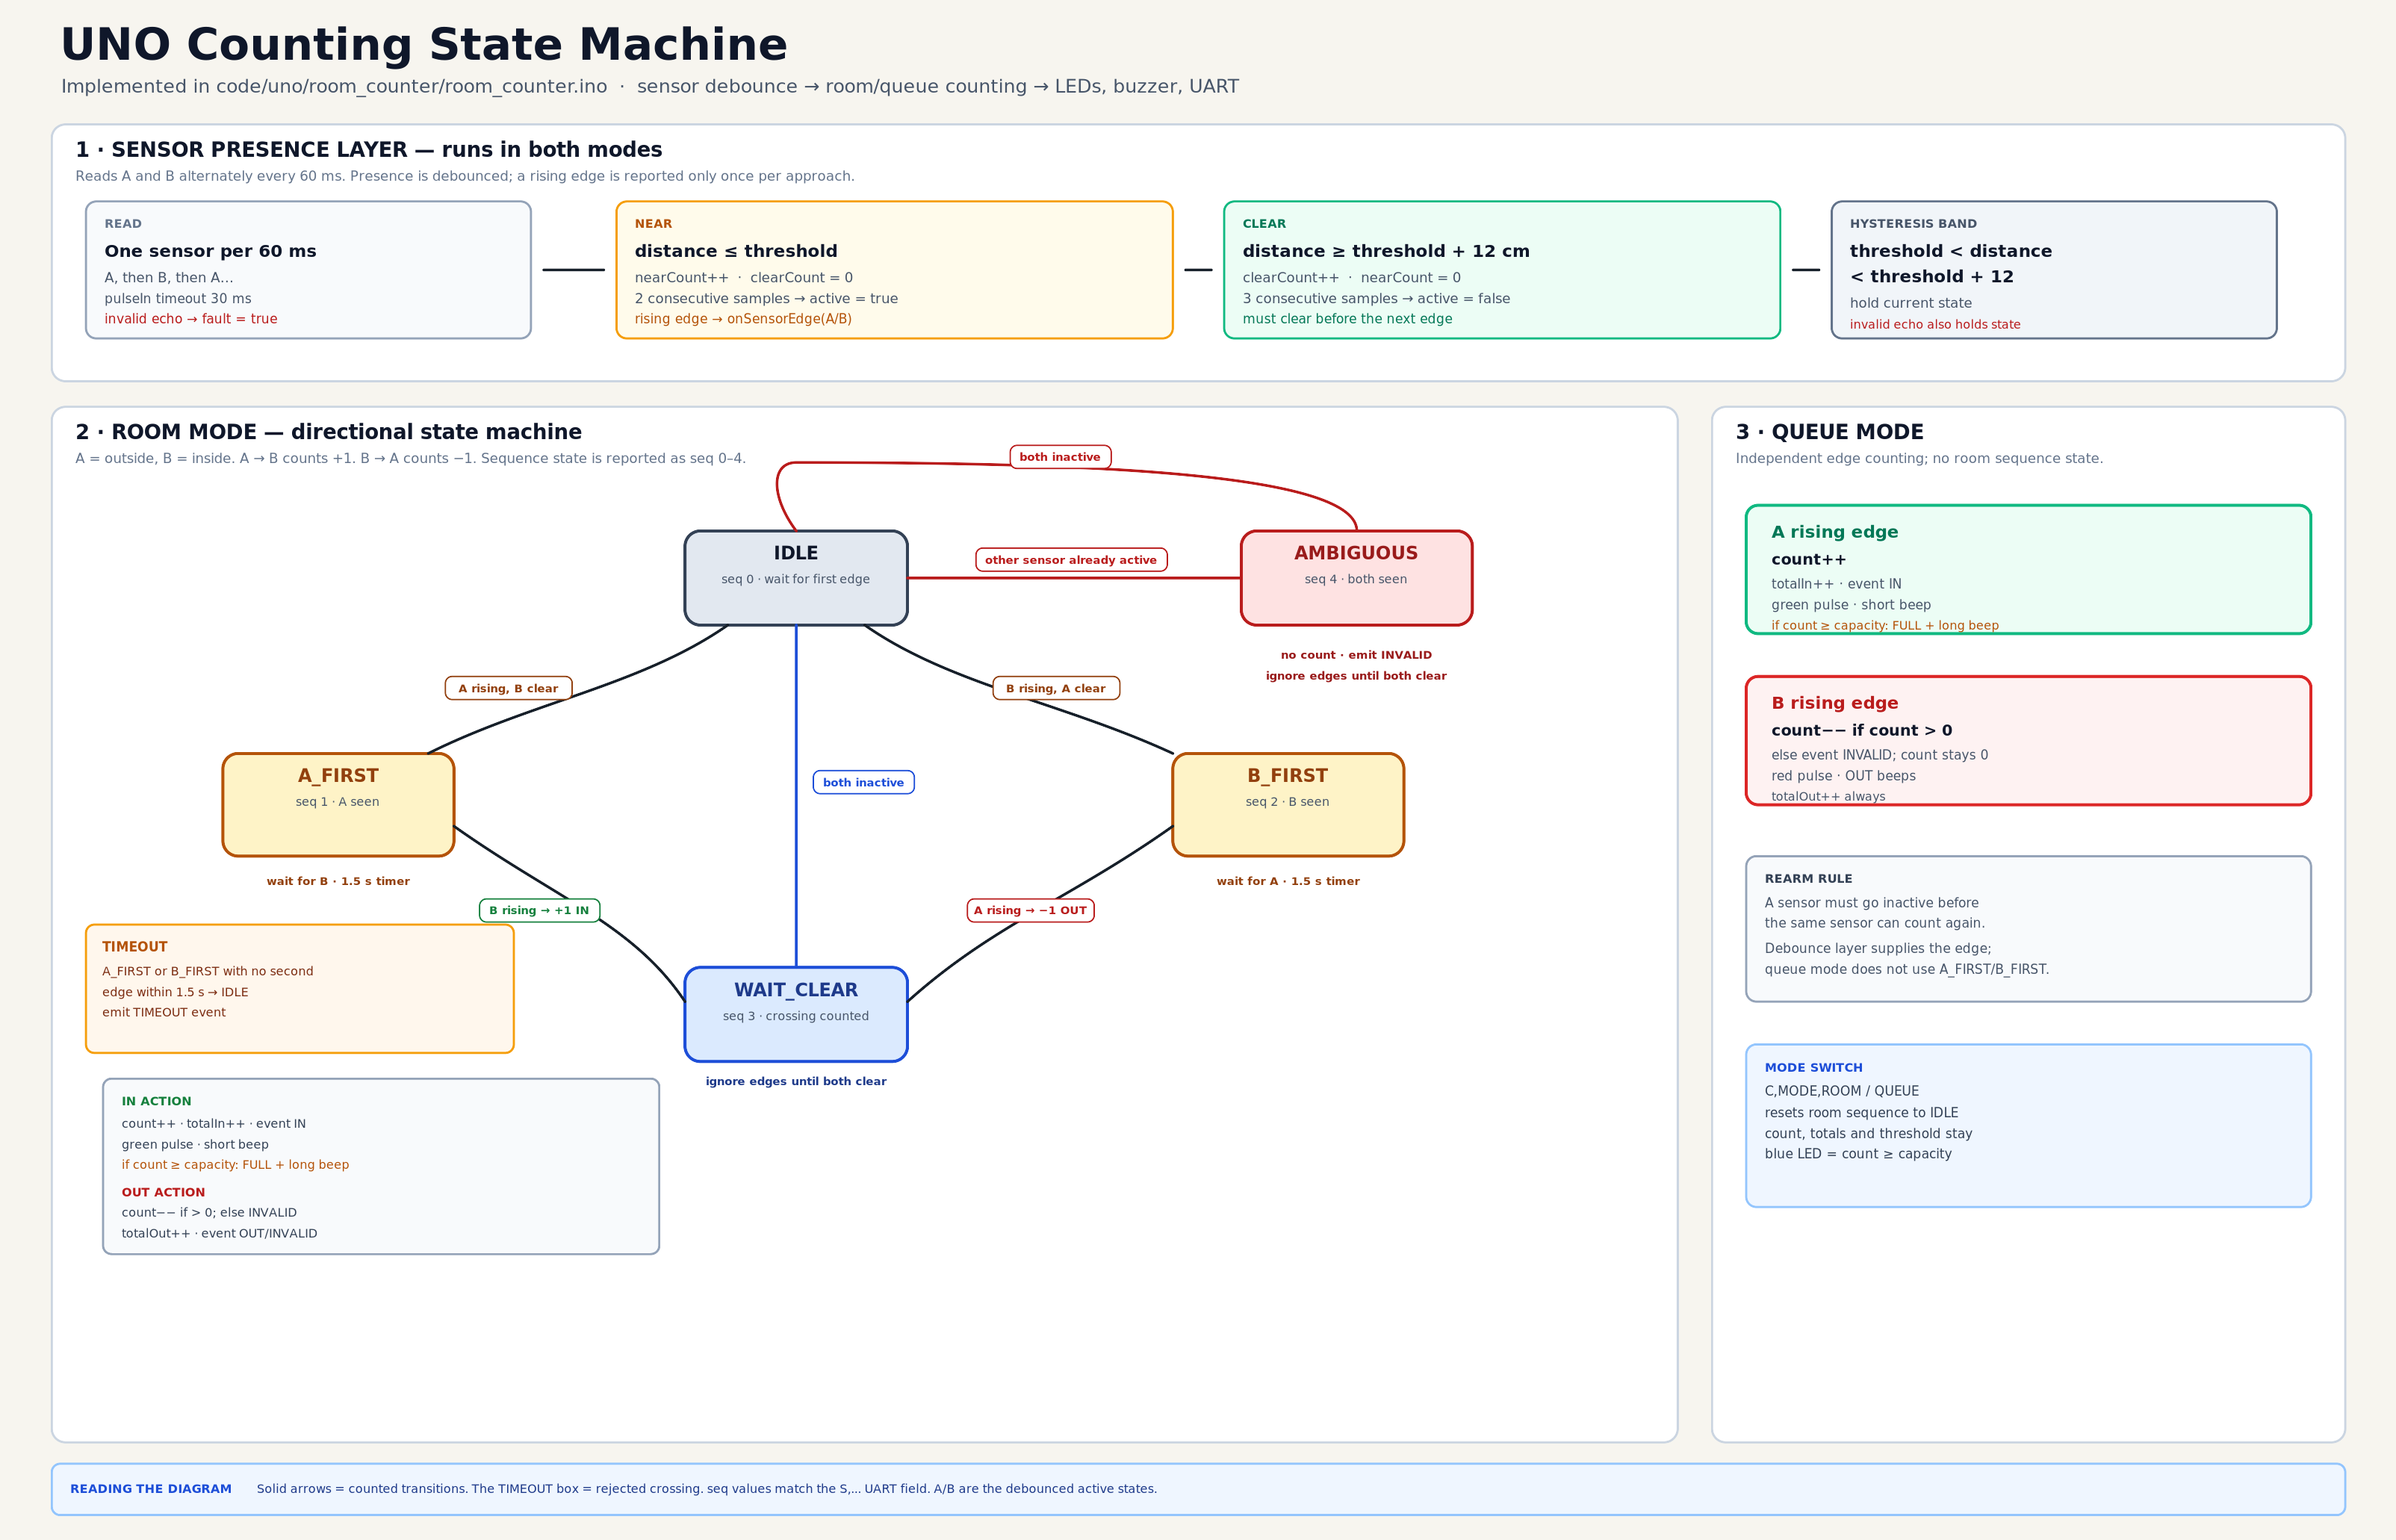 UNO Counting State Machine
Implemented in code/uno/room_counter/room_counter.ino · sensor debounce → room/queue counting → LEDs, buzzer, UART
1 · SENSOR PRESENCE LAYER — runs in both modes
Reads A and B alternately every 60 ms. Presence is debounced; a rising edge is reported only once per approach.
READ
One sensor per 60 ms
A, then B, then A...
pulseIn timeout 30 ms
invalid echo → fault = true
NEAR
distance ≤ threshold
nearCount++ · clearCount = 0
2 consecutive samples → active = true
rising edge → onSensorEdge(A/B)
CLEAR
distance ≥ threshold + 12 cm
clearCount++ · nearCount = 0
3 consecutive samples → active = false
must clear before the next edge
HYSTERESIS BAND
threshold < distance
< threshold + 12
hold current state
invalid echo also holds state
2 · ROOM MODE — directional state machine
A = outside, B = inside. A → B counts +1. B → A counts −1. Sequence state is reported as seq 0–4.
both inactive
IDLE
seq 0 · wait for first edge
other sensor already active
AMBIGUOUS
seq 4 · both seen
no count · emit INVALID
ignore edges until both clear
A rising, B clear
B rising, A clear
A_FIRST
seq 1 · A seen
wait for B · 1.5 s timer
both inactive
B_FIRST
seq 2 · B seen
wait for A · 1.5 s timer
B rising → +1 IN
A rising → −1 OUT
TIMEOUT
A_FIRST or B_FIRST with no second
edge within 1.5 s → IDLE
emit TIMEOUT event
WAIT_CLEAR
seq 3 · crossing counted
ignore edges until both clear
IN ACTION
count++ · totalIn++ · event IN
green pulse · short beep
if count ≥ capacity: FULL + long beep
OUT ACTION
count−− if > 0; else INVALID
totalOut++ · event OUT/INVALID
3 · QUEUE MODE
Independent edge counting; no room sequence state.
A rising edge
count++
totalIn++ · event IN
green pulse · short beep
if count ≥ capacity: FULL + long beep
B rising edge
count−− if count > 0
else event INVALID; count stays 0
red pulse · OUT beeps
totalOut++ always
REARM RULE
A sensor must go inactive before
the same sensor can count again.
Debounce layer supplies the edge;
queue mode does not use A_FIRST/B_FIRST.
MODE SWITCH
C,MODE,ROOM / QUEUE
resets room sequence to IDLE
count, totals and threshold stay
blue LED = count ≥ capacity
READING THE DIAGRAM Solid arrows = counted transitions. The TIMEOUT box = rejected crossing. seq values match the S,... UART field. A/B are the debounced active states.